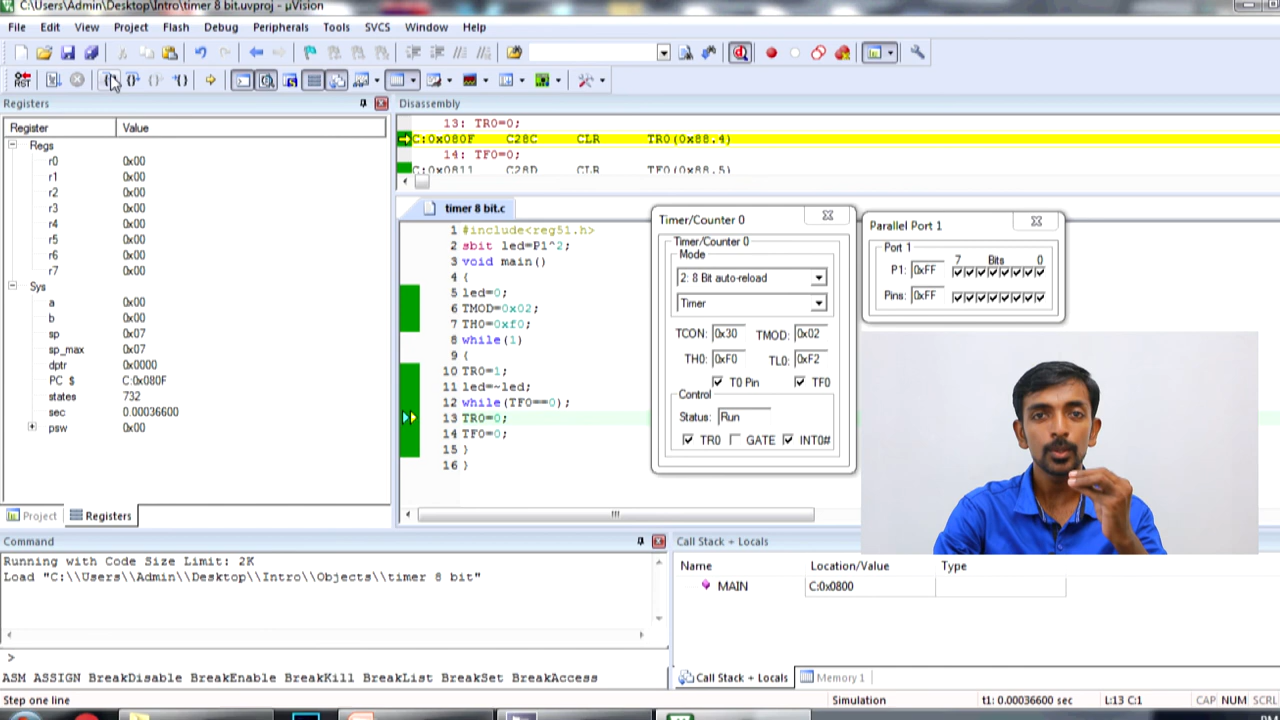 C:\Users\Admin\Desktop\Intro\timer 8 bit.uvproj - µVision
File Edit View Project Flash Debug Peripherals Tools SVCS Window Help
Registers
Register Value
Regs
r0 0x00
r1 0x00
r2 0x00
r3 0x00
r4 0x00
r5 0x00
r6 0x00
r7 0x00
Sys
a 0x00
b 0x00
sp 0x07
sp_max 0x07
dptr 0x0000
PC $ C:0x080F
states 732
sec 0.00036600
psw 0x00
Project Registers
Disassembly
13: TR0=0;
C:0x080F C28C CLR TR0(0x88.4)
14: TF0=0;
C:0x0811 C28D CLR TF0(0x88.5)
timer 8 bit.c
1 #include<reg51.h>
2 sbit led=P1^2;
3 void main()
4 {
5 led=0;
6 TMOD=0x02;
7 TH0=0xf0;
8 while(1)
9 {
10 TR0=1;
11 led=~led;
12 while(TF0==0);
13 TR0=0;
14 TF0=0;
15 }
16 }
Timer/Counter 0
Timer/Counter 0
Mode
2: 8 Bit auto-reload
Timer
TCON: 0x30 TMOD: 0x02
TH0: 0xF0 TL0: 0xF2
T0 Pin TF0
Control
Status: Run
TR0 GATE INT0#
Parallel Port 1
Port 1
7 Bits 0
P1: 0xFF
Pins: 0xFF
Command
Running with Code Size Limit: 2K
Load "C:\\Users\\Admin\\Desktop\\Intro\\Objects\\timer 8 bit"
>
ASM ASSIGN BreakDisable BreakEnable BreakKill BreakList BreakSet BreakAccess
Call Stack + Locals
Name Location/Value Type
MAIN C:0x0800
Call Stack + Locals Memory 1
Step one line Simulation t1: 0.00036600 sec L:13 C:1 CAP NUM SCRL